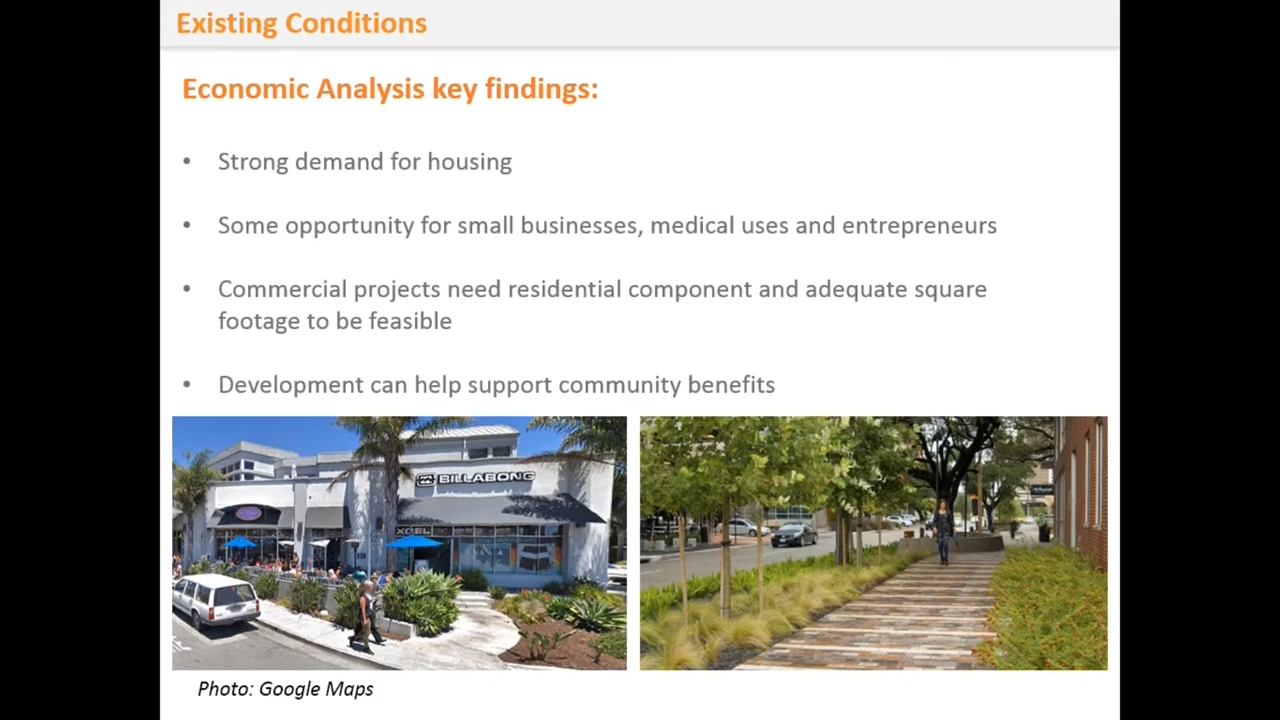 Existing Conditions
Economic Analysis key findings:
• Strong demand for housing
• Some opportunity for small businesses, medical uses and entrepreneurs
• Commercial projects need residential component and adequate square
footage to be feasible
• Development can help support community benefits
BILLABONG
XCEL
Photo: Google Maps